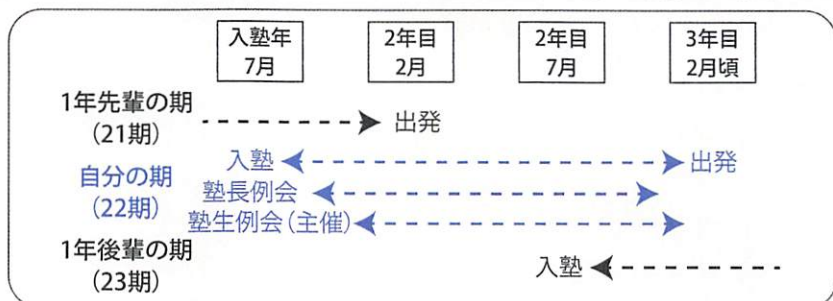 入塾年
7月
2年目
2月
2年目
7月
3年目
2月頃
1年先輩の期
(21期)
出発
自分の期
(22期)
入塾
出発
塾長例会
塾生例会(主催)
1年後輩の期
(23期)
入塾